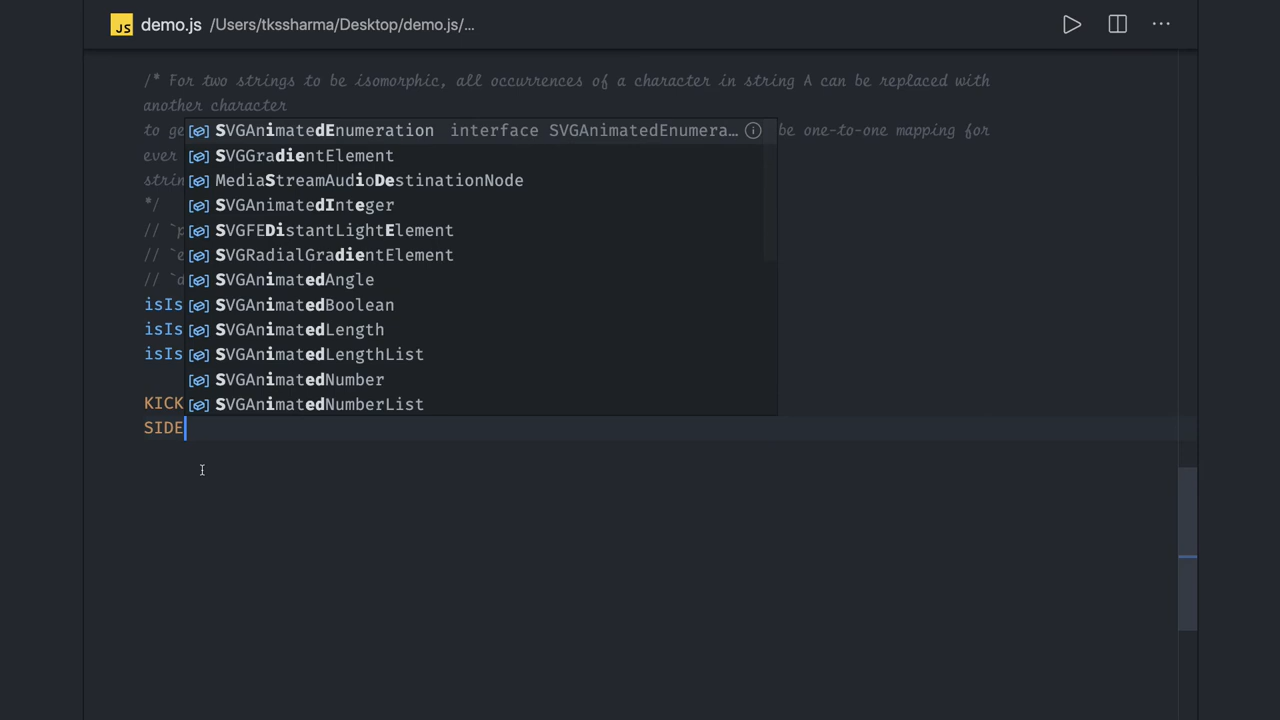 JS demo.js /Users/tkssharma/Desktop/demo.js/...
/* For two strings to be isomorphic, all occurrences of a character in string A can be replaced with
another character
to ge
be one-to-one mapping for
ever
strin
*/
// `p
// `e
// `a
isIs
isIs
isIs
SVGAnimatedEnumeration interface SVGAnimatedEnumera...
SVGGradientElement
MediaStreamAudioDestinationNode
SVGAnimatedInteger
SVGFEDistantLightElement
SVGRadialGradientElement
SVGAnimatedAngle
SVGAnimatedBoolean
SVGAnimatedLength
SVGAnimatedLengthList
SVGAnimatedNumber
SVGAnimatedNumberList
KICK
SIDE